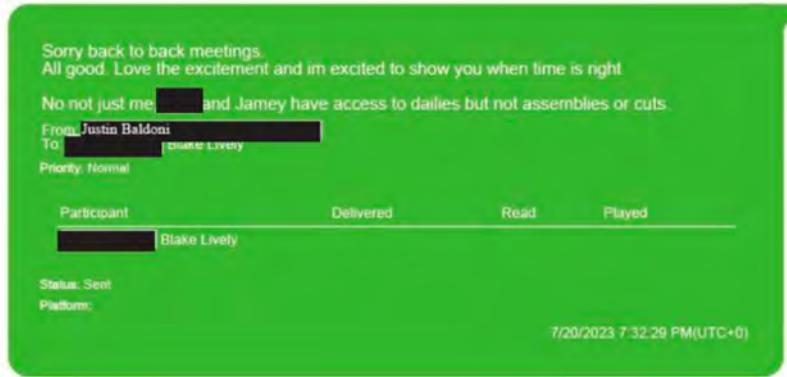 Sorry back to back meetings.
All good. Love the excitement and im excited to show you when time is right
No not just me and Jamey have access to dailies but not assemblies or cuts
From: Justin Baldoni
To: Blake Lively
Priority: Normal
Participant Delivered Read Played
Blake Lively
Status: Sent
Platform:
7/20/2023 7:32:29 PM(UTC+0)